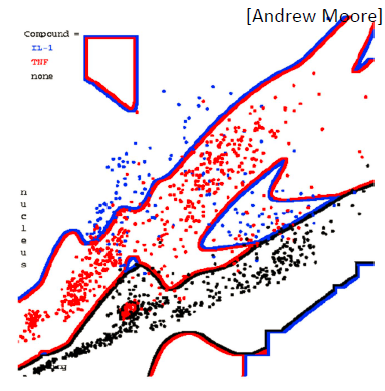 [Andrew Moore]
Compound =
Il-1
TNF
none
nucleus